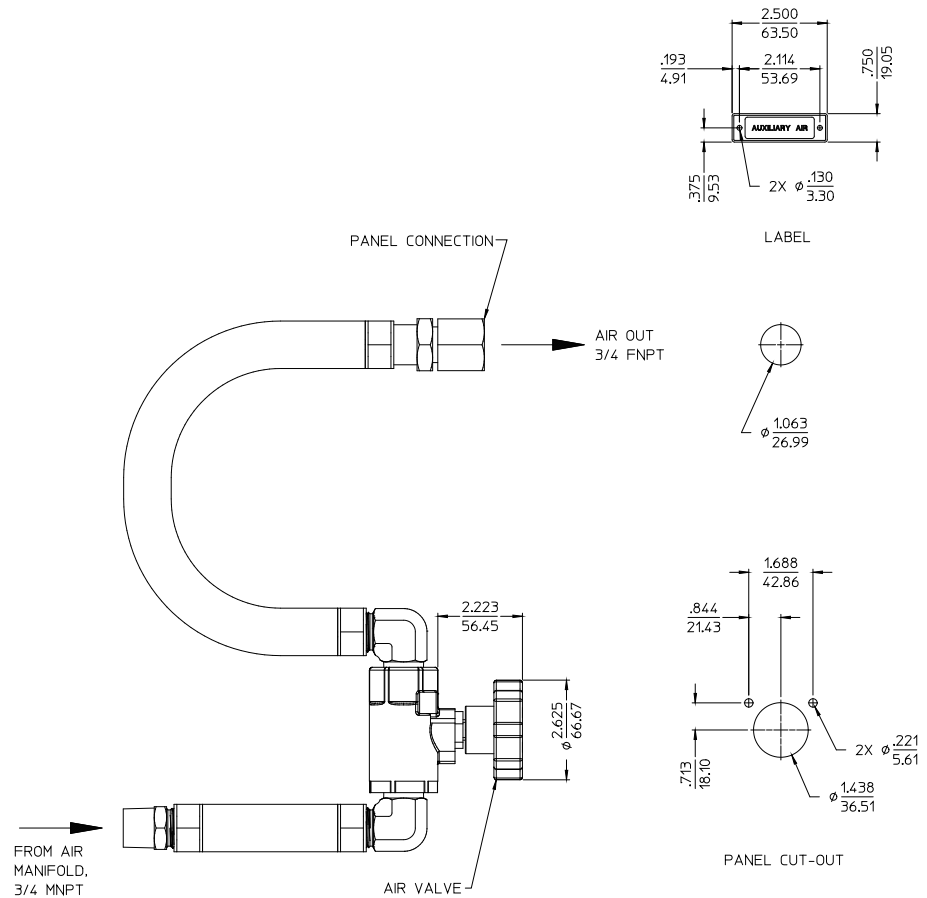 2.500
63.50
.193
4.91
2.114
53.69
.750
19.05
AUXILIARY AIR
.375
9.53
2X ⌀ .130
3.30
LABEL
PANEL CONNECTION
AIR OUT
3/4 FNPT
⌀ 1.063
26.99
1.688
42.86
.844
21.43
2.223
56.45
⌀ 2.625
66.67
.713
18.10
2X ⌀ .221
5.61
⌀ 1.438
36.51
FROM AIR
MANIFOLD,
3/4 MNPT
AIR VALVE
PANEL CUT-OUT